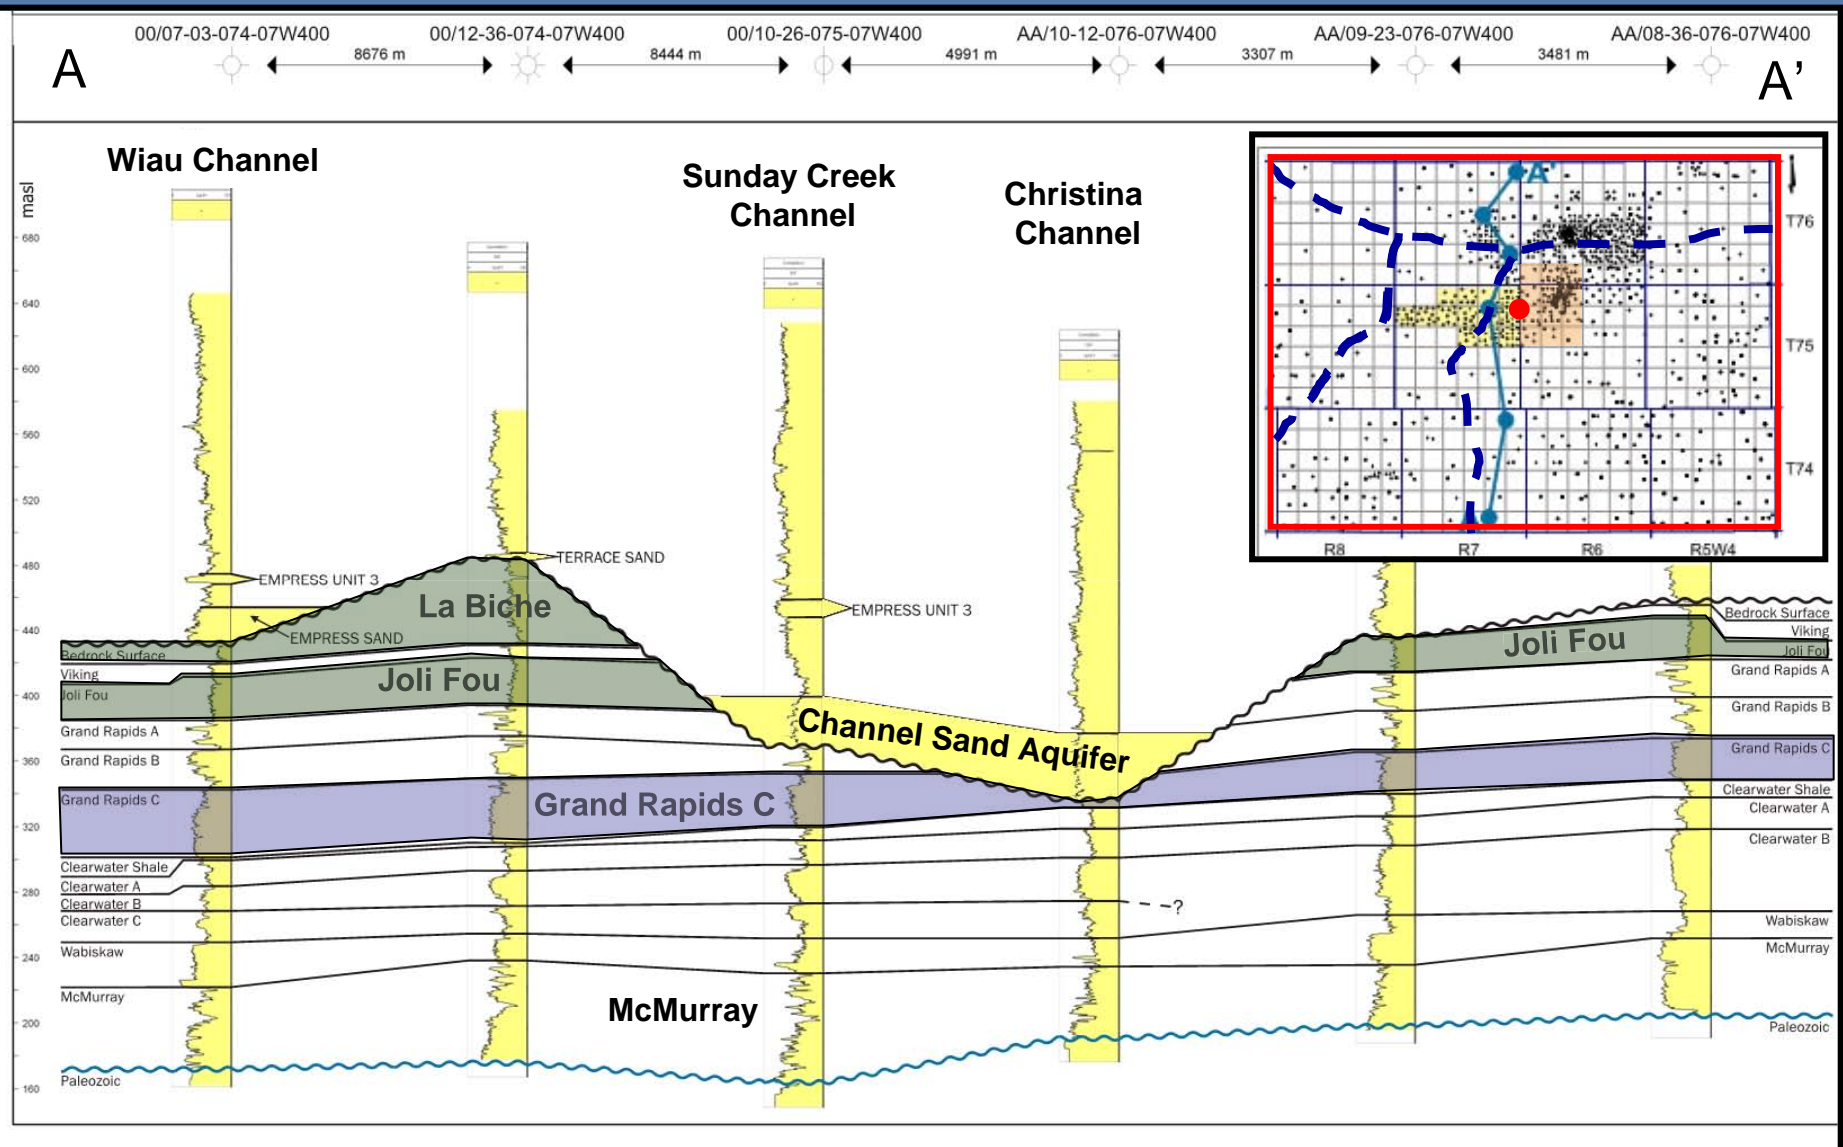 00/07-03-074-07W400 00/12-36-074-07W400 00/10-26-075-07W400 AA/10-12-076-07W400 AA/09-23-076-07W400 AA/08-36-076-07W400
8676 m 8444 m 4991 m 3307 m 3481 m
A A’
Wiau Channel
Sunday Creek
Channel
Christina
Channel
masl
680
640
600
560
520
480
440
400
360
320
280
240
200
160
A'
T76
T75
T74
R8 R7 R6 R5W4
TERRACE SAND
EMPRESS UNIT 3
EMPRESS SAND
EMPRESS UNIT 3
La Biche
Joli Fou
Joli Fou
Channel Sand Aquifer
Grand Rapids C
McMurray
?
Bedrock Surface
Viking
Joli Fou
Grand Rapids A
Grand Rapids B
Grand Rapids C
Clearwater Shale
Clearwater A
Clearwater B
Clearwater C
Wabiskaw
McMurray
Paleozoic
Bedrock Surface
Viking
Joli Fou
Grand Rapids A
Grand Rapids B
Grand Rapids C
Clearwater Shale
Clearwater A
Clearwater B
Wabiskaw
McMurray
Paleozoic